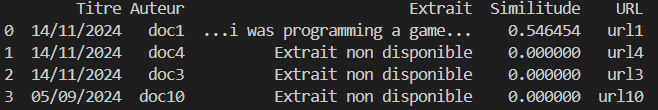 Titre Auteur Extrait Similitude URL
0 14/11/2024 doc1 ...i was programming a game... 0.546454 url1
1 14/11/2024 doc4 Extrait non disponible 0.000000 url4
2 14/11/2024 doc3 Extrait non disponible 0.000000 url3
3 05/09/2024 doc10 Extrait non disponible 0.000000 url10